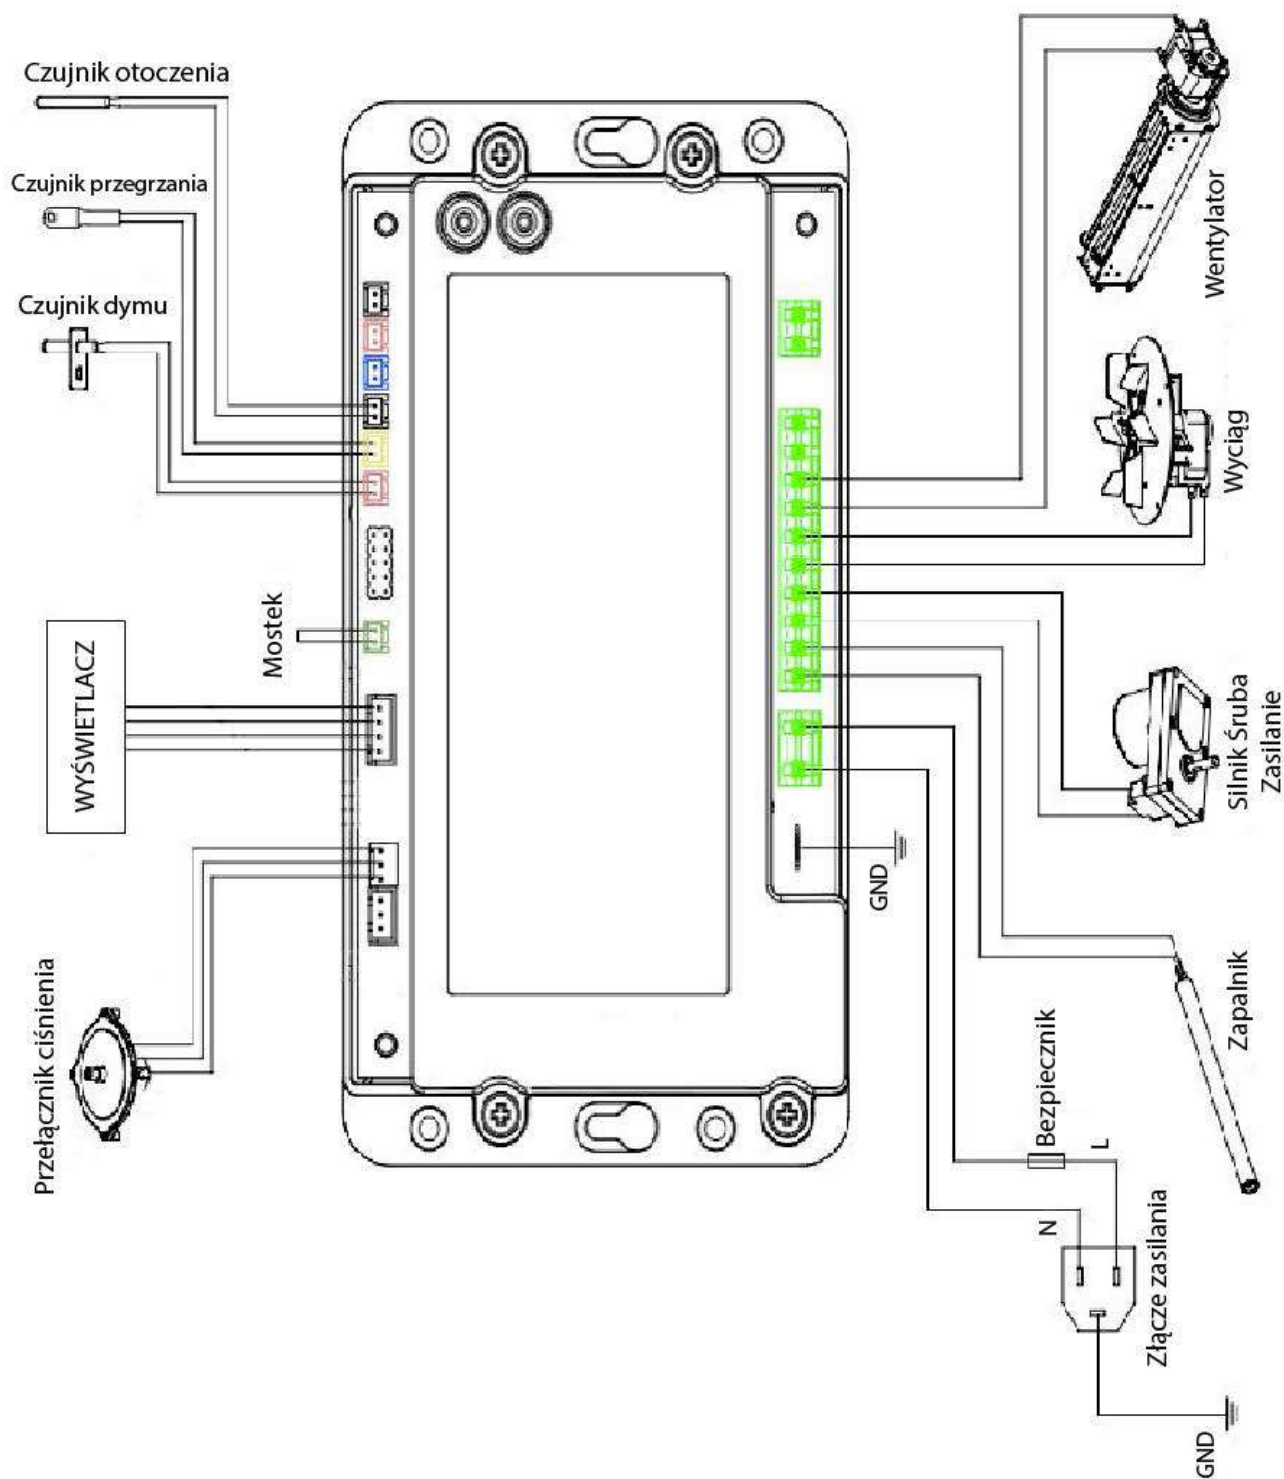 Czujnik otoczenia
Czujnik przegrzania
Czujnik dymu
Mostek
WYŚWIETLACZ
Przełącznik ciśnienia
Wentylator
Wyciąg
Silnik Śruba
Zasilanie
GND
Zapalnik
Bezpiecznik
L
N
Złącze zasilania
GND